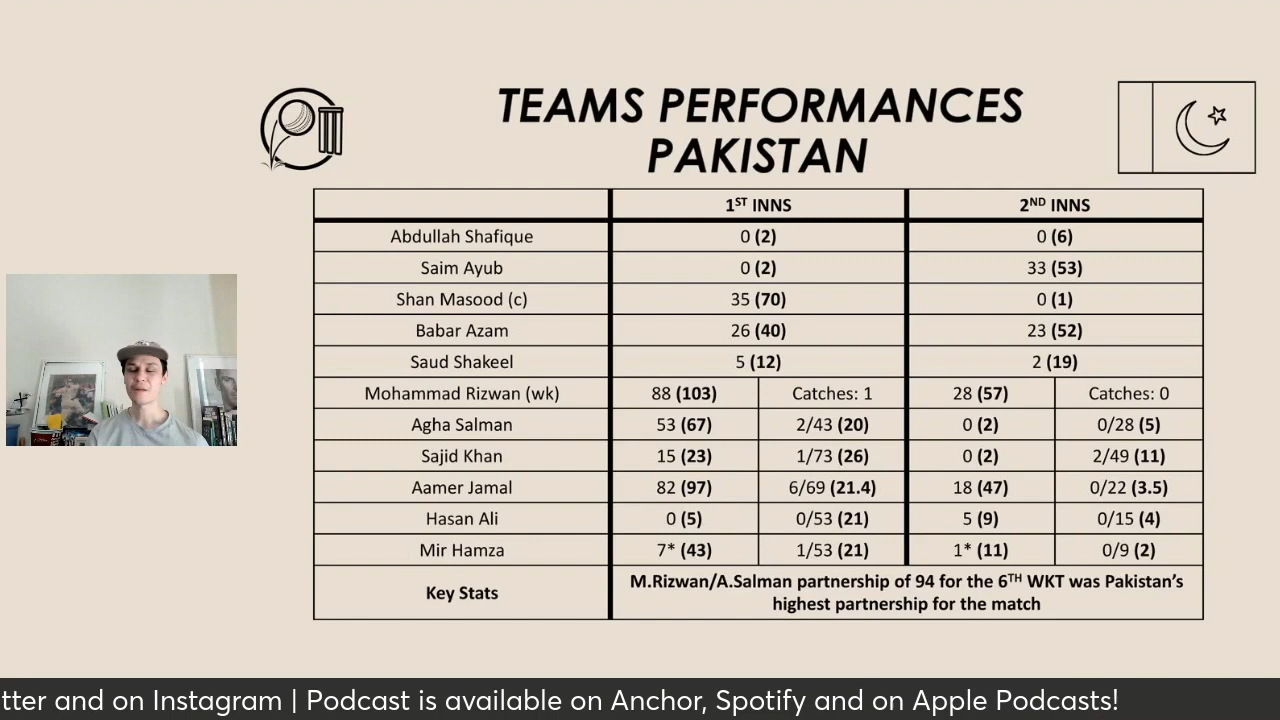 TEAMS PERFORMANCES
PAKISTAN
1ST INNS 2ND INNS
Abdullah Shafique 0 (2) 0 (6)
Saim Ayub 0 (2) 33 (53)
Shan Masood (c) 35 (70) 0 (1)
Babar Azam 26 (40) 23 (52)
Saud Shakeel 5 (12) 2 (19)
Mohammad Rizwan (wk) 88 (103) Catches: 1 28 (57) Catches: 0
Agha Salman 53 (67) 2/43 (20) 0 (2) 0/28 (5)
Sajid Khan 15 (23) 1/73 (26) 0 (2) 2/49 (11)
Aamer Jamal 82 (97) 6/69 (21.4) 18 (47) 0/22 (3.5)
Hasan Ali 0 (5) 0/53 (21) 5 (9) 0/15 (4)
Mir Hamza 7* (43) 1/53 (21) 1* (11) 0/9 (2)
Key Stats M.Rizwan/A.Salman partnership of 94 for the 6TH WKT was Pakistan's
highest partnership for the match
tter and on Instagram | Podcast is available on Anchor, Spotify and on Apple Podcasts!